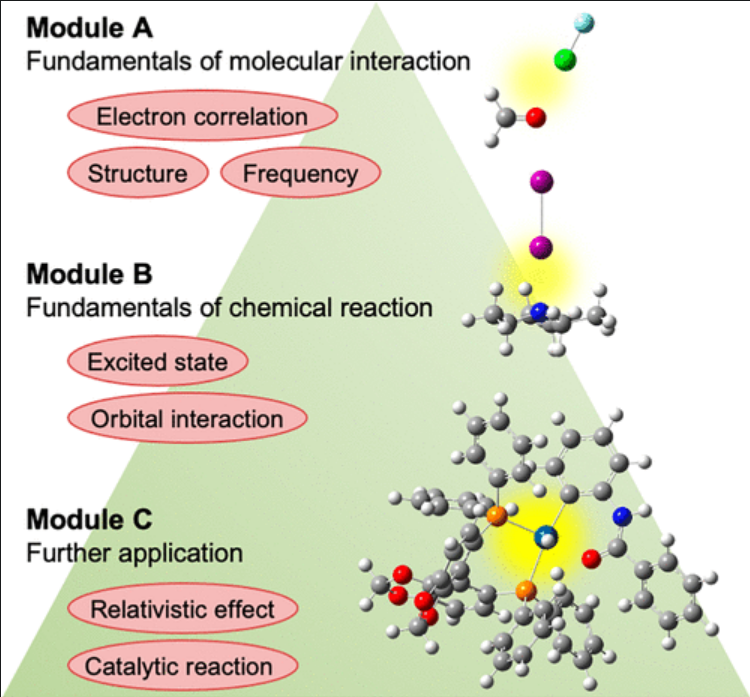 Module A
Fundamentals of molecular interaction
Electron correlation
Structure Frequency
Module B
Fundamentals of chemical reaction
Excited state
Orbital interaction
Module C
Further application
Relativistic effect
Catalytic reaction